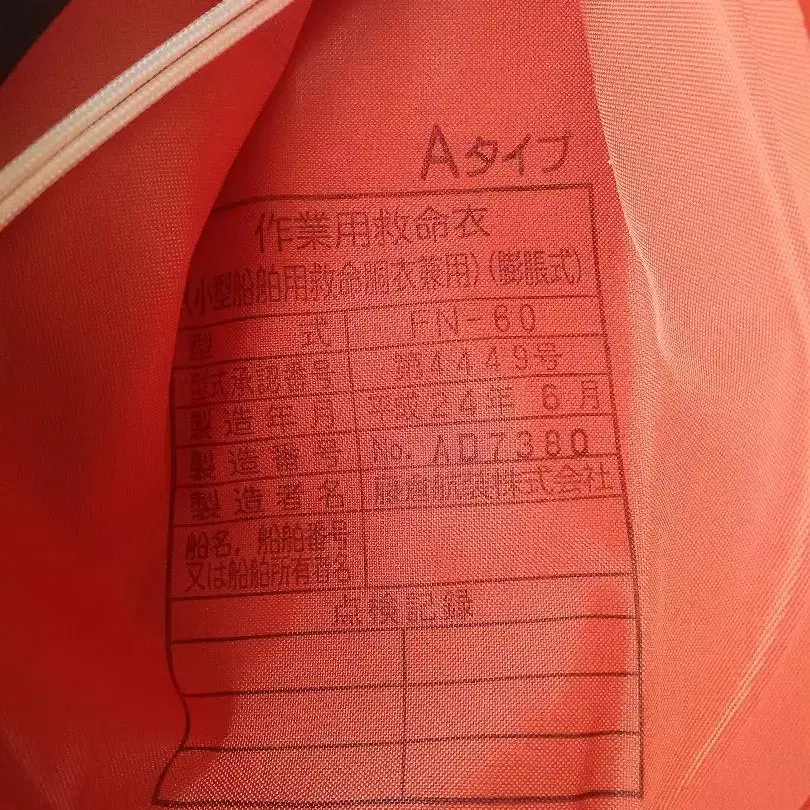 Aタイプ
作業用救命衣
(小型船舶用救命胴衣兼用)(膨脹式)
型式 FN-60
型式承認番号 第4449号
製造年月 平成24年6月
製造番号 No. AD7380
製造者名 藤倉航装株式会社
船名, 船舶番号
又は船舶所有者名
点検記録